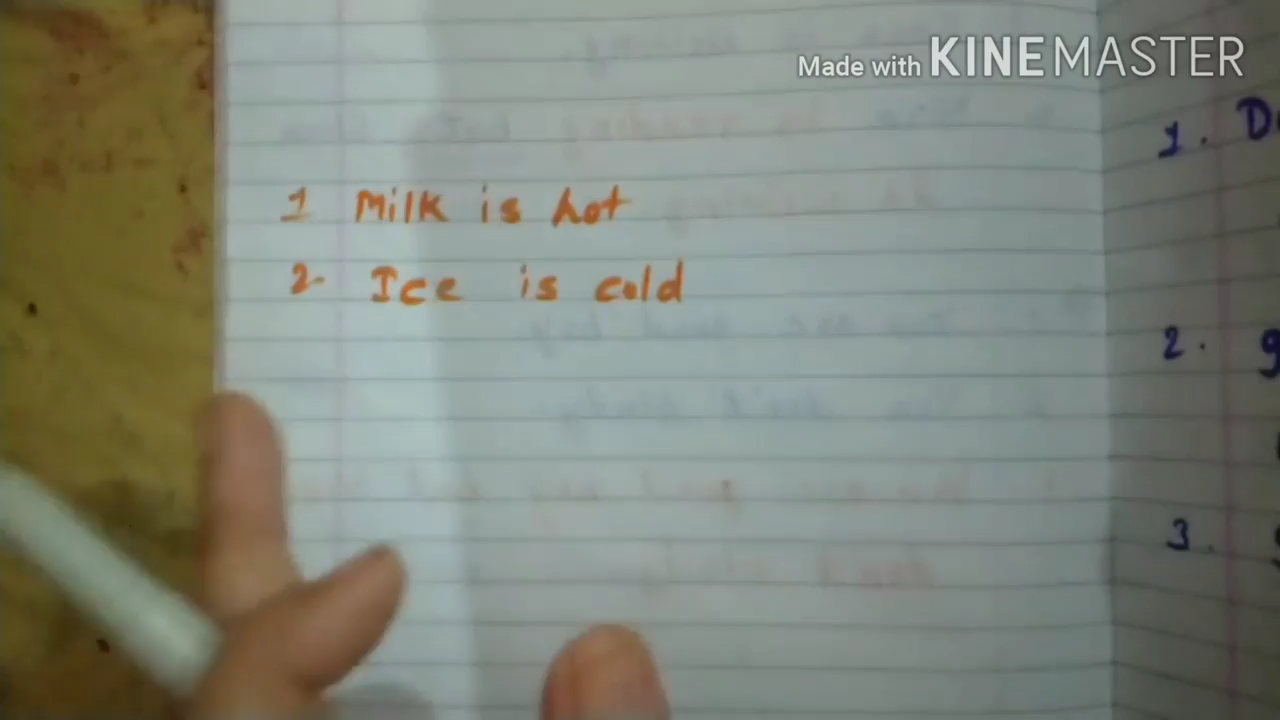 Made with KINEMASTER
1 Milk is hot
2- Ice is cold
1. D
2. g
3.